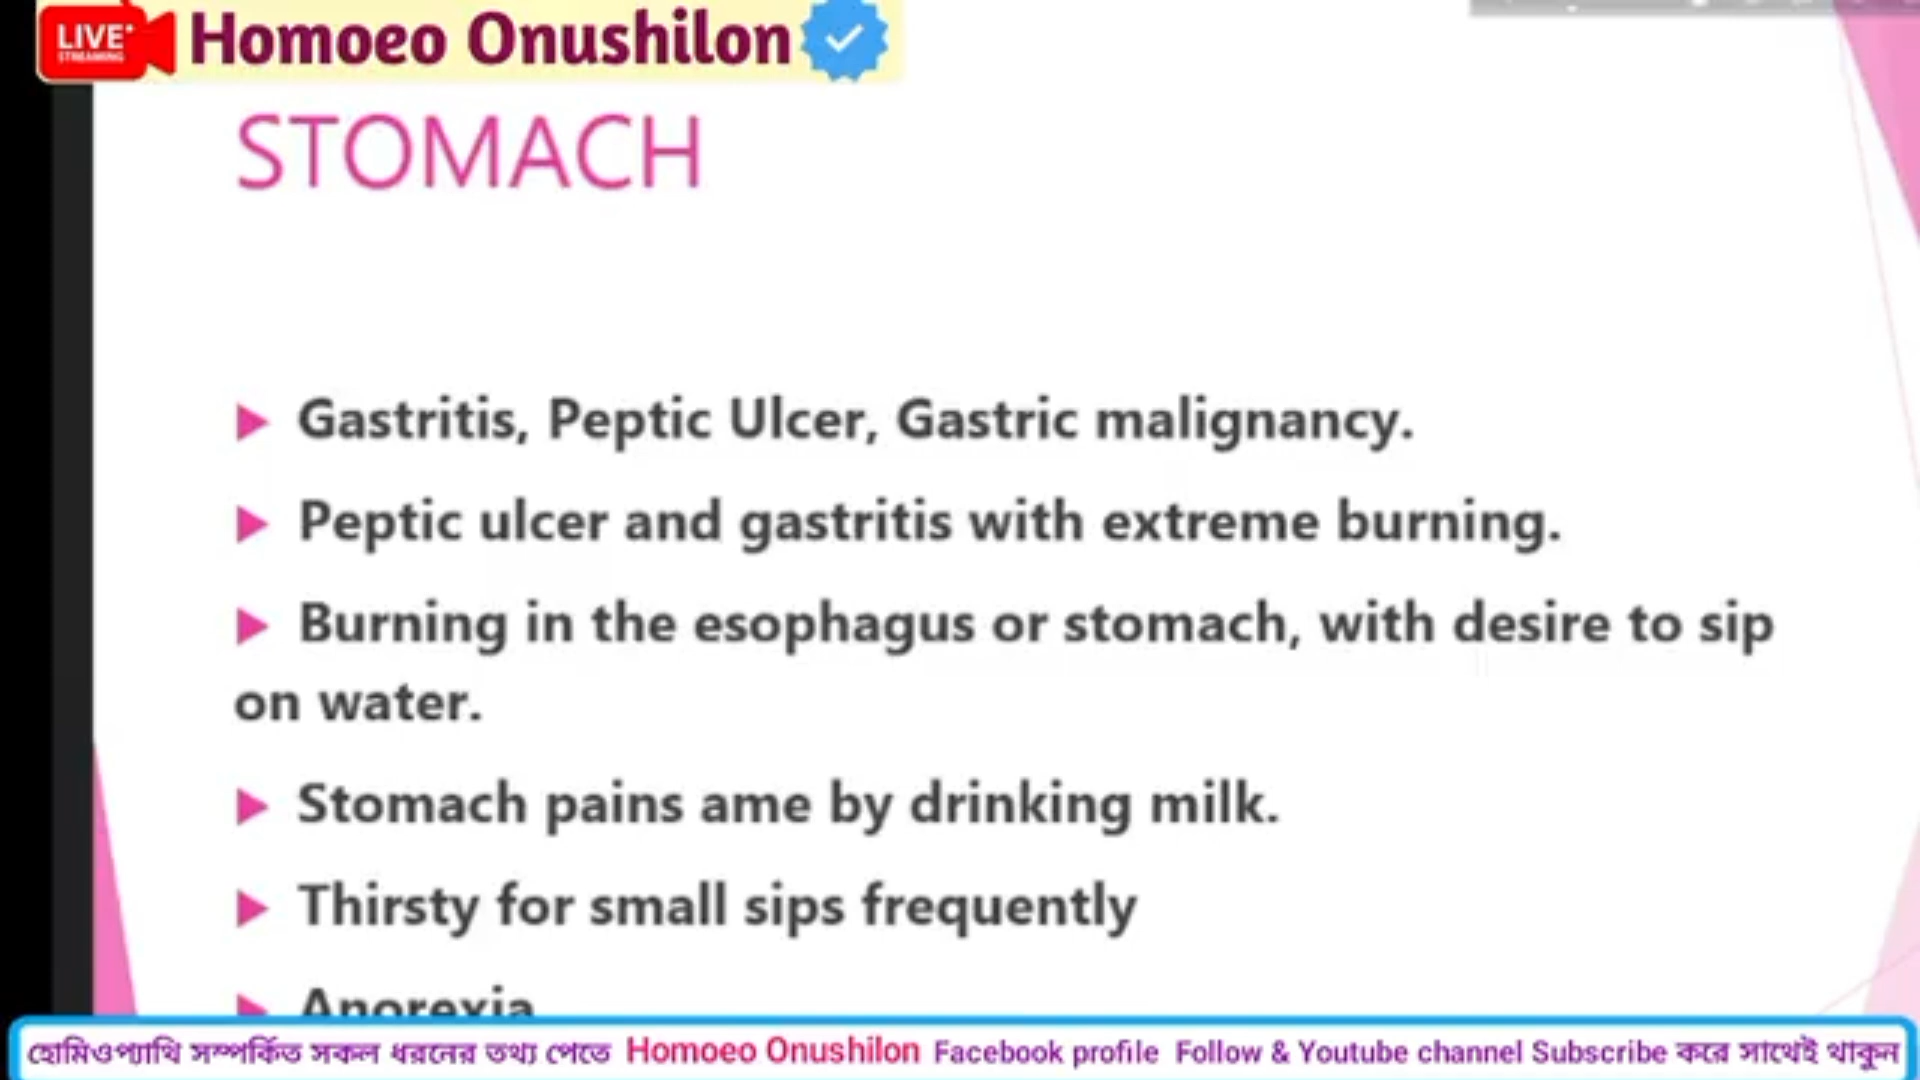 LIVE
STREAMING
Homoeo Onushilon
STOMACH
Gastritis, Peptic Ulcer, Gastric malignancy.
Peptic ulcer and gastritis with extreme burning.
Burning in the esophagus or stomach, with desire to sip
on water.
Stomach pains ame by drinking milk.
Thirsty for small sips frequently
Anorexia
হোমিওপ্যাথি সম্পর্কিত সকল ধরনের তথ্য পেতে Homoeo Onushilon Facebook profile Follow & Youtube channel Subscribe করে সাথেই থাকুন